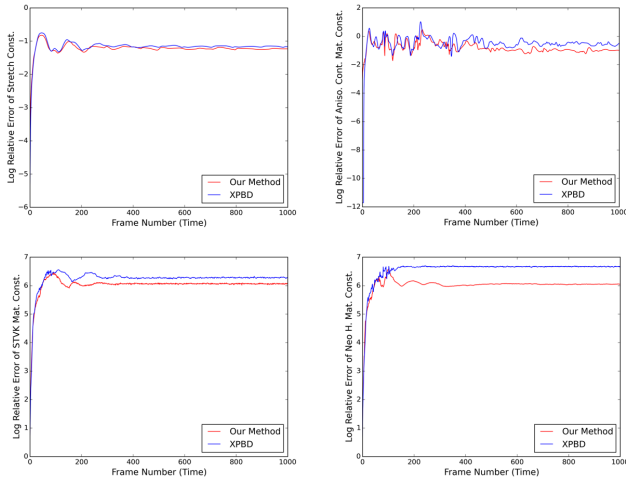 Log Relative Error of Stretch Const.
0
−1
−2
−3
−4
−5
−6
0 200 400 600 800 1000
Frame Number (Time)
Our Method
XPBD
Log Relative Error of Aniso. Cont. Mat. Const.
2
0
−2
−4
−6
−8
−10
−12
0 200 400 600 800 1000
Frame Number (Time)
Our Method
XPBD
Log Relative Error of STVK Mat. Const.
7
6
5
4
3
2
1
0
0 200 400 600 800 1000
Frame Number (Time)
Our Method
XPBD
Log Relative Error of Neo H. Mat. Const.
7
6
5
4
3
2
1
0
0 200 400 600 800 1000
Frame Number (Time)
Our Method
XPBD